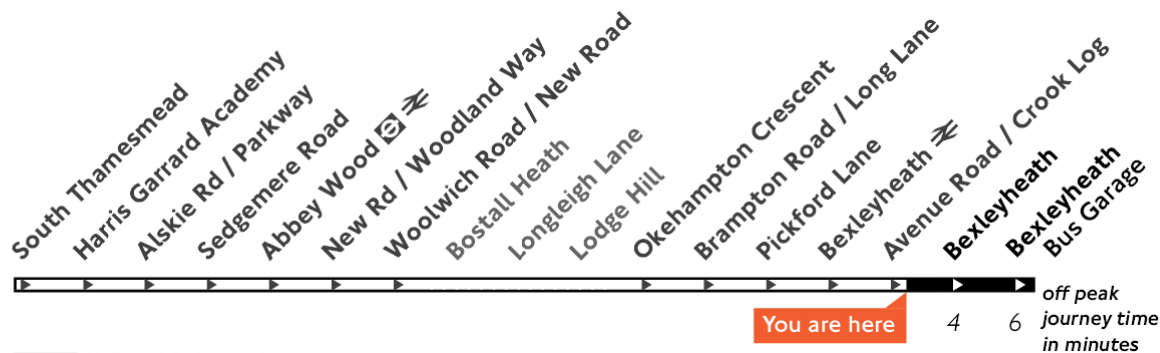 South Thamesmead
Harris Garrard Academy
Alskie Rd / Parkway
Sedgemere Road
Abbey Wood
New Rd / Woodland Way
Woolwich Road / New Road
Bostall Heath
Longleigh Lane
Lodge Hill
Okehampton Crescent
Brampton Road / Long Lane
Pickford Lane
Bexleyheath
Avenue Road / Crook Log
Bexleyheath
Bexleyheath
Bus Garage
You are here
4
6
off peak
journey time
in minutes